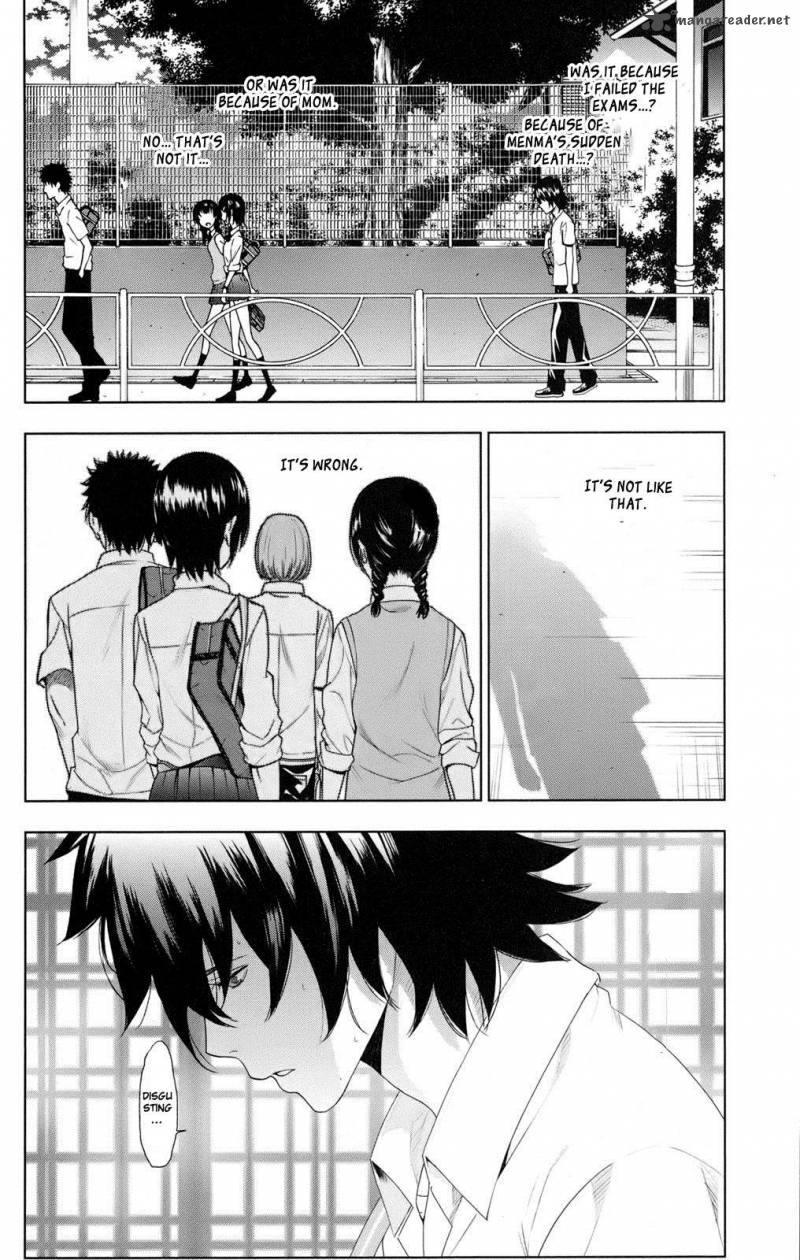 mangareader.net
WAS IT BECAUSE
I FAILED THE
EXAMS...?
BECAUSE OF
MENMA'S SUDDEN
DEATH...?
OR WAS IT
BECAUSE OF MOM.
NO... THAT'S
NOT IT...
IT'S NOT LIKE
THAT.
IT'S WRONG.
DISGU
STING
...